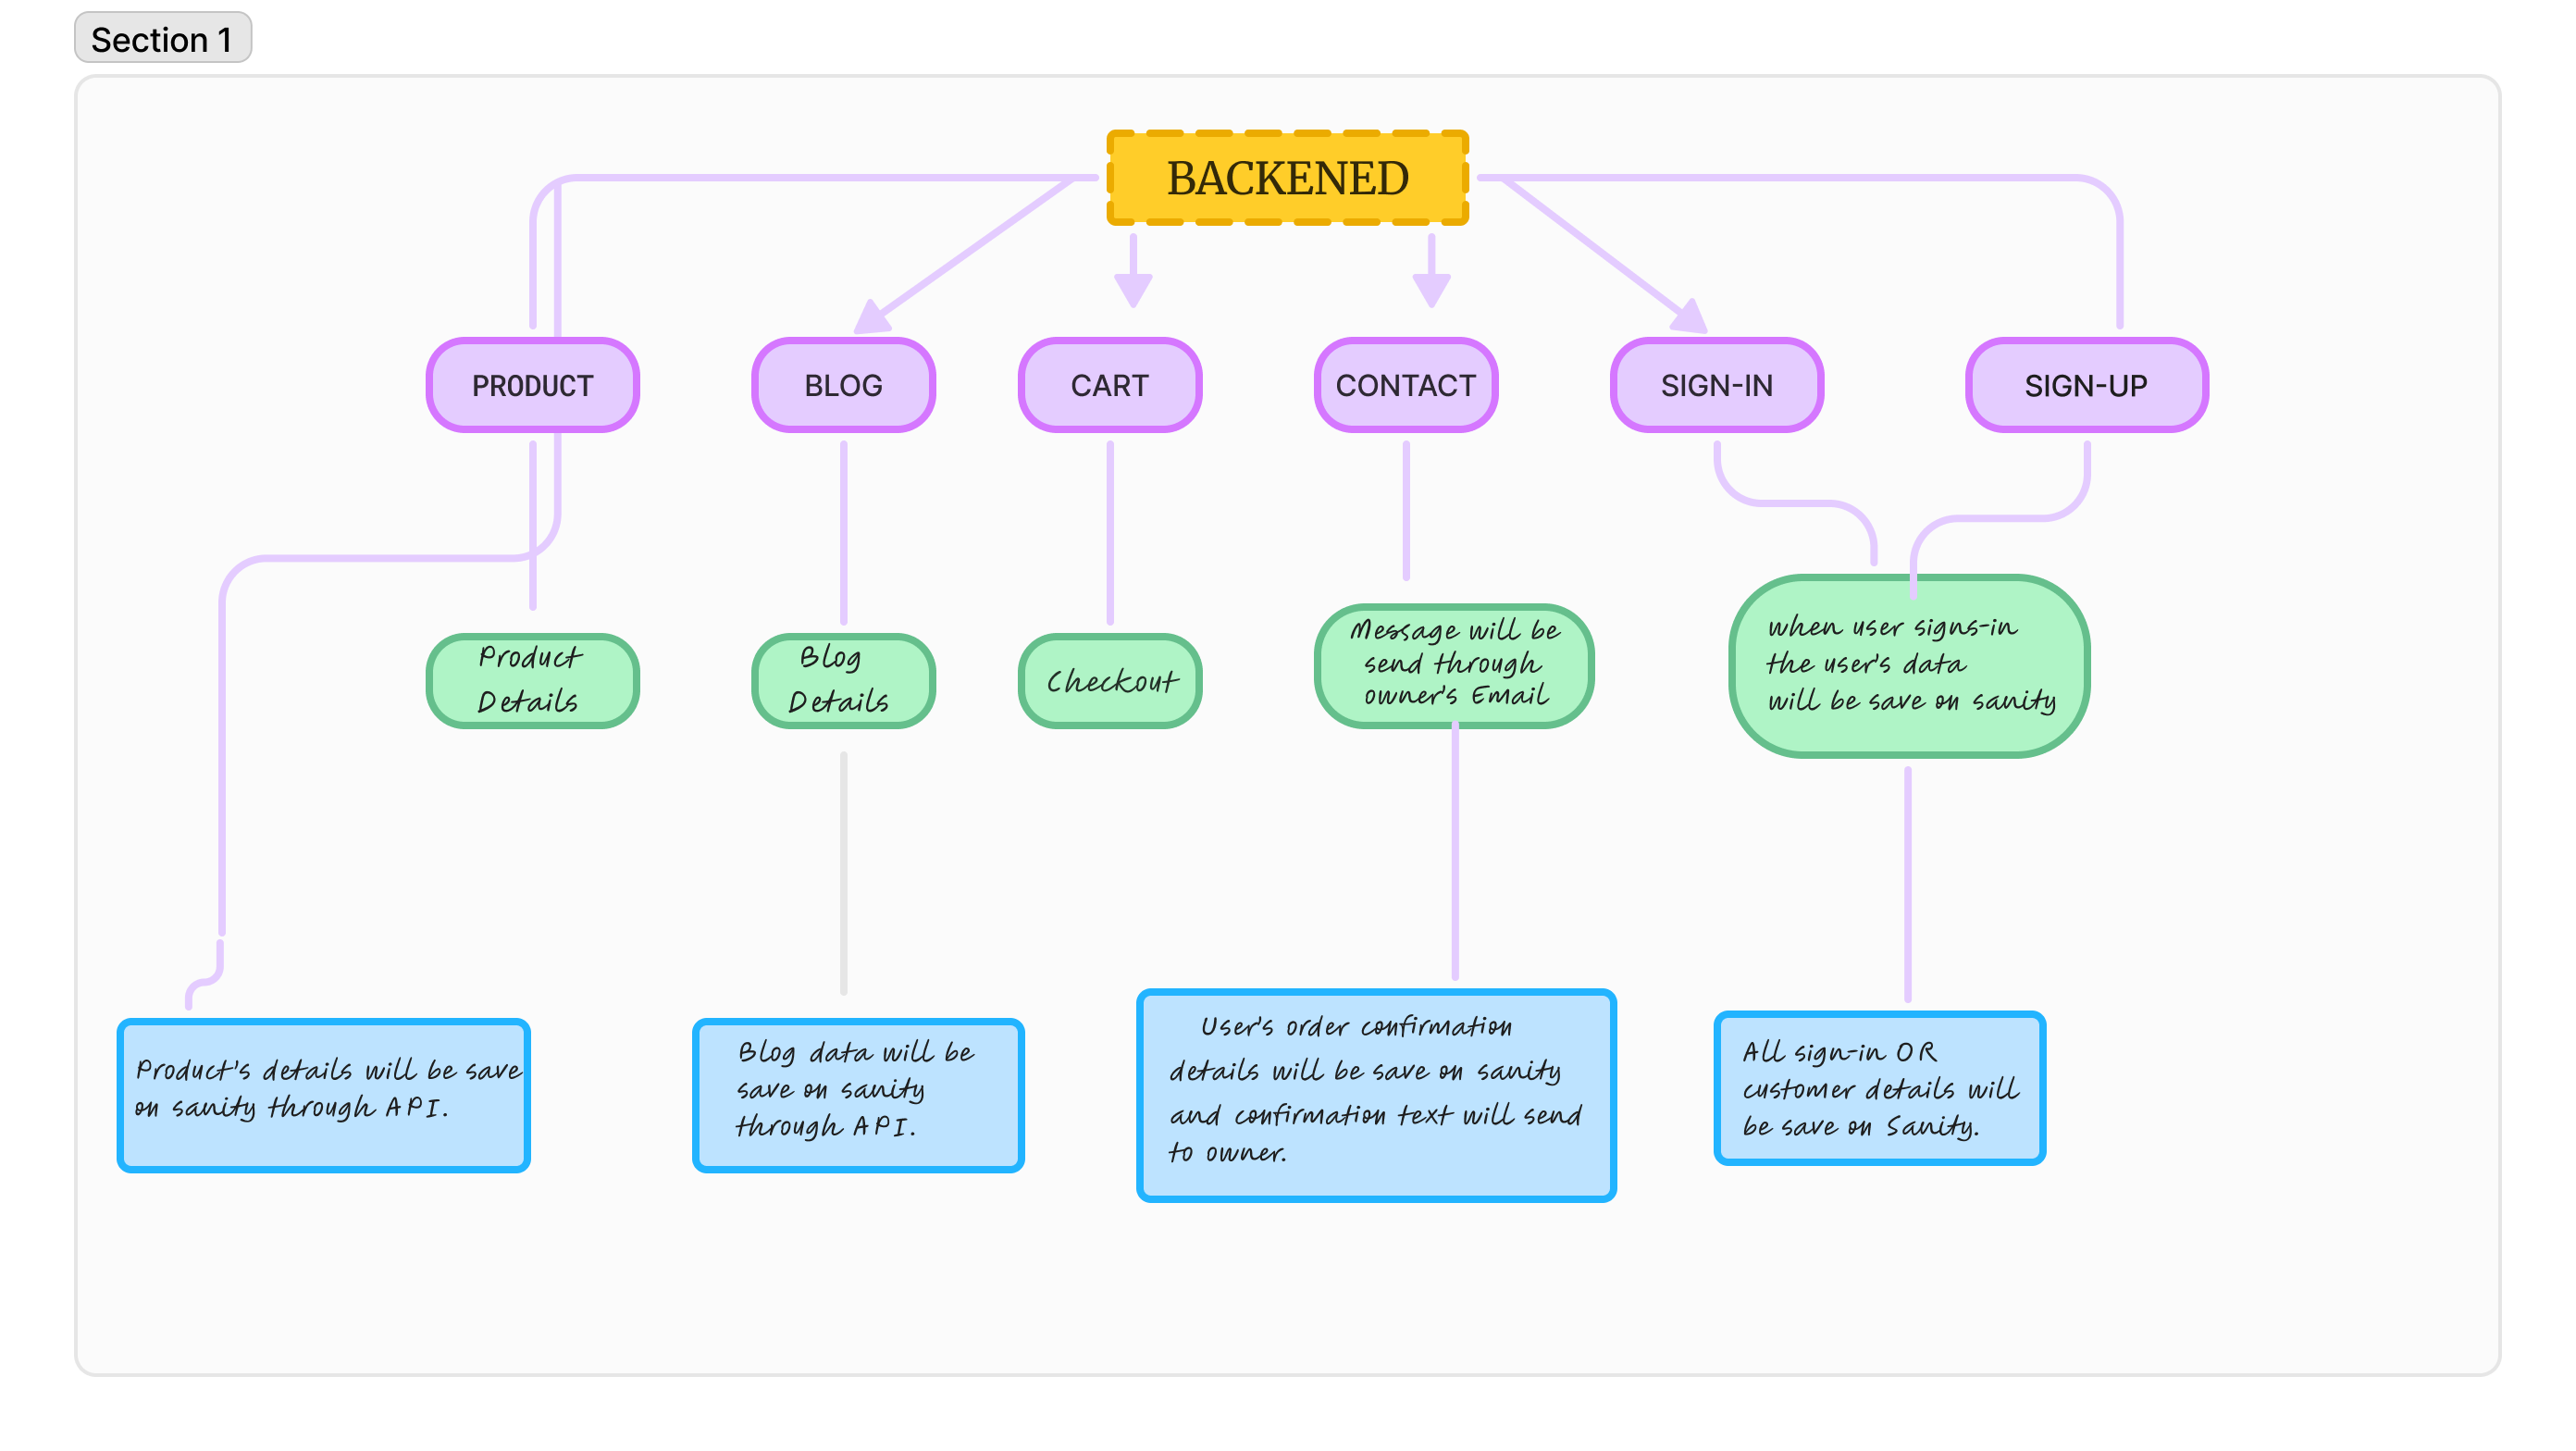 Section 1
BACKENED
PRODUCT
BLOG
CART
CONTACT
SIGN-IN
SIGN-UP
Product
Details
Blog
Details
Checkout
Message will be
send through
owner's Email
when user signs-in
the user's data
will be save on sanity
Product's details will be save
on sanity through API.
Blog data will be
save on sanity
through API.
User's order confirmation
details will be save on sanity
and confirmation text will send
to owner.
All sign-in OR
customer details will
be save on Sanity.